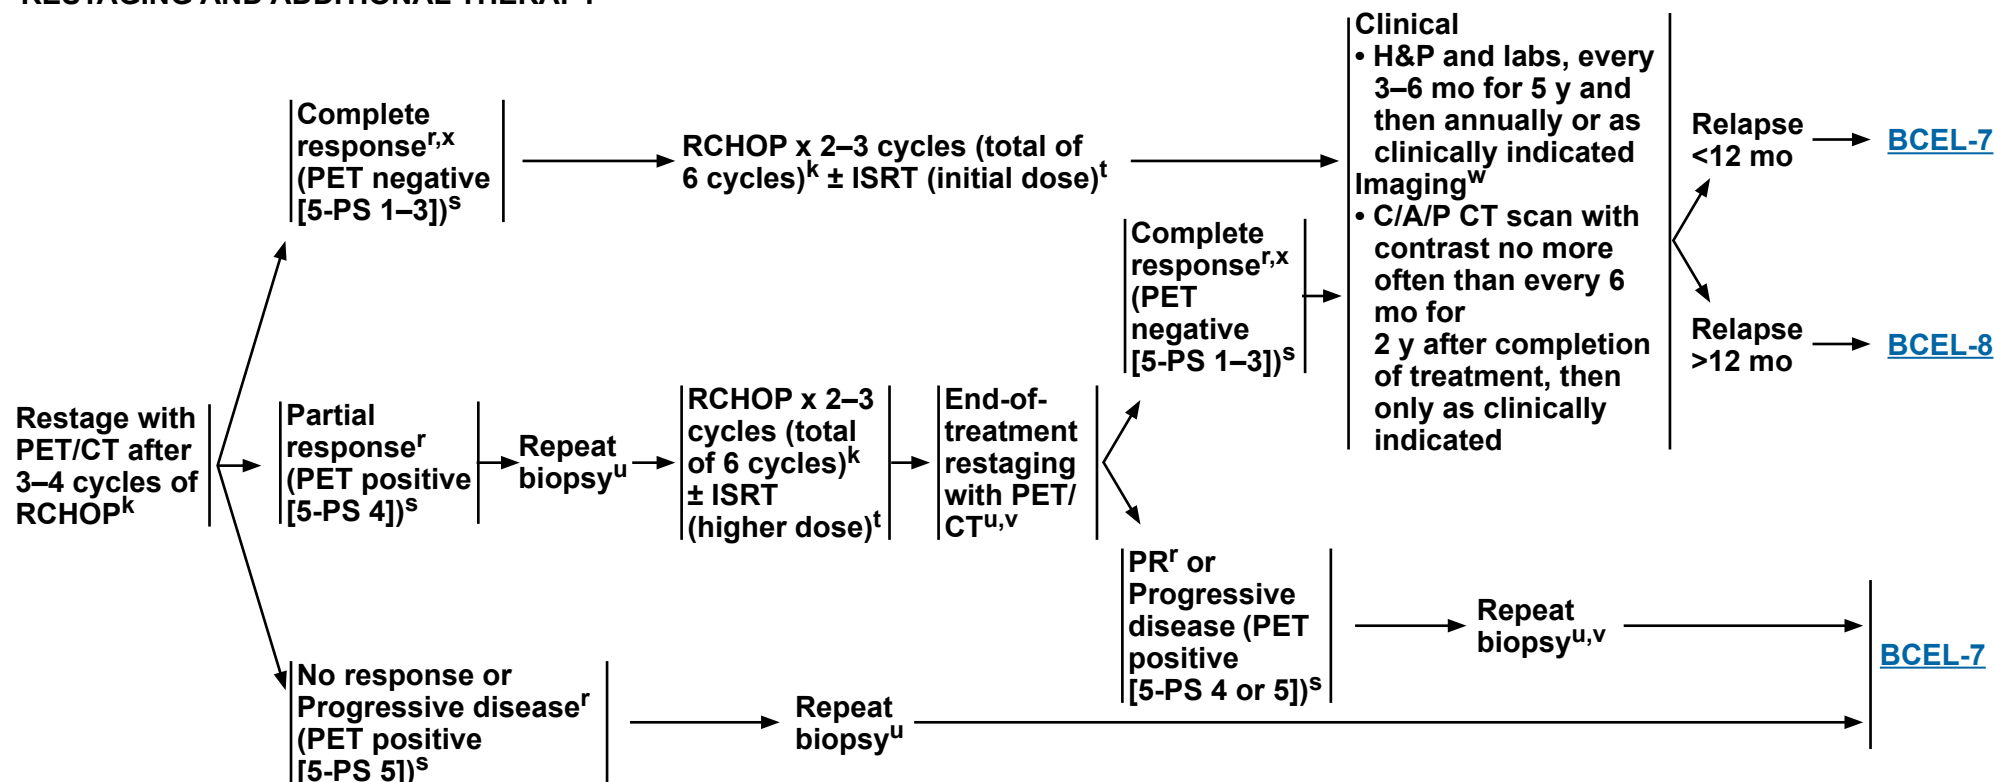 RESTAGING AND ADDITIONAL THERAPY
Restage with
PET/CT after
3–4 cycles of
RCHOPk
Complete
responser,x
(PET negative
[5-PS 1–3])s
RCHOP x 2–3 cycles (total of
6 cycles)k ± ISRT (initial dose)t
Partial
responser
(PET positive
[5-PS 4])s
Repeat
biopsyu
RCHOP x 2–3
cycles (total
of 6 cycles)k
± ISRT
(higher dose)t
End-of-
treatment
restaging
with PET/
CTu,v
Complete
responser,x
(PET
negative
[5-PS 1–3])s
Clinical
• H&P and labs, every
3–6 mo for 5 y and
then annually or as
clinically indicated
Imagingw
• C/A/P CT scan with
contrast no more
often than every 6
mo for
2 y after completion
of treatment, then
only as clinically
indicated
Relapse
<12 mo
BCEL-7
Relapse
>12 mo
BCEL-8
PRr or
Progressive
disease (PET
positive
[5-PS 4 or 5])s
Repeat
biopsyu,v
No response or
Progressive diseaser
(PET positive
[5-PS 5])s
Repeat
biopsyu
BCEL-7